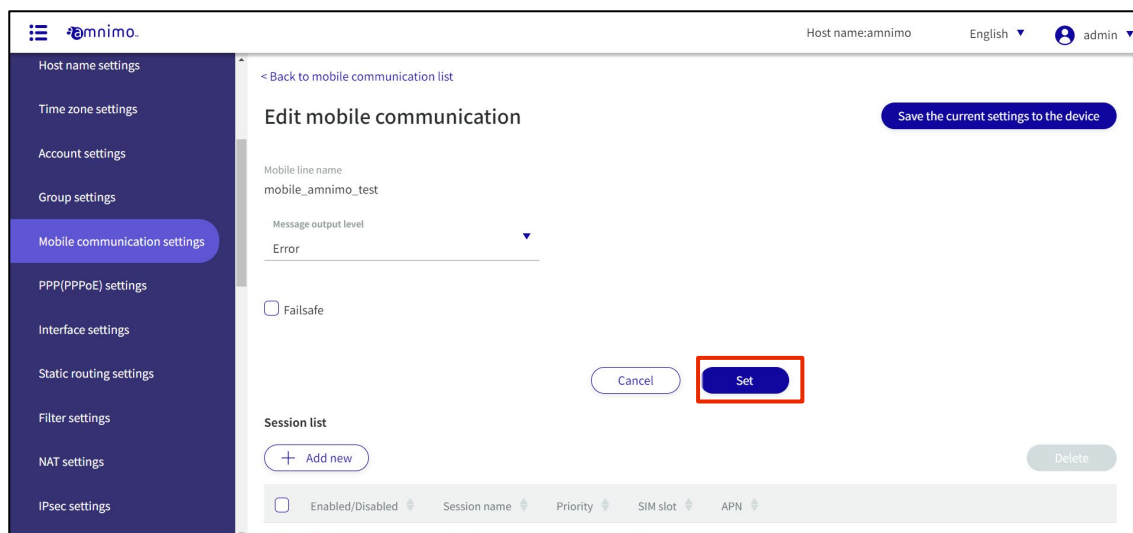 amnimo
Host name:amnimo
English
admin
Host name settings
Time zone settings
Account settings
Group settings
Mobile communication settings
PPP(PPPoE) settings
Interface settings
Static routing settings
Filter settings
NAT settings
IPsec settings
< Back to mobile communication list
Edit mobile communication
Save the current settings to the device
Mobile line name
mobile_amnimo_test
Message output level
Error
Failsafe
Cancel
Set
Session list
+ Add new
Delete
Enabled/Disabled Session name Priority SIM slot APN